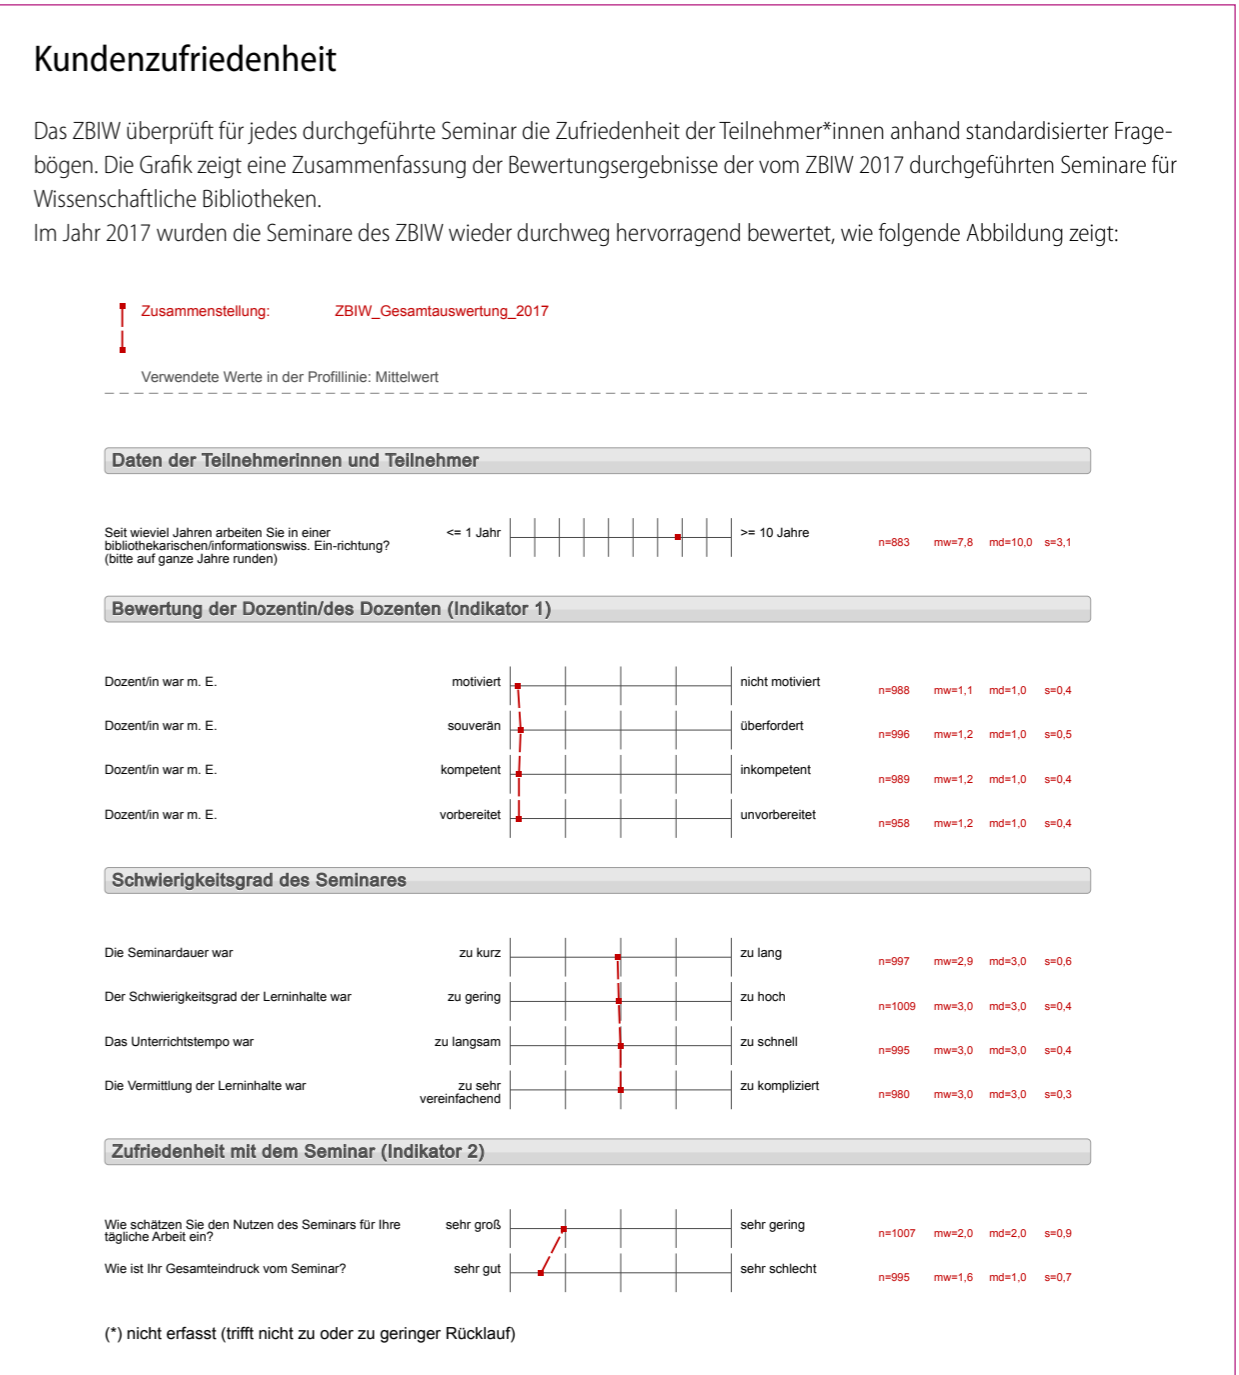 Kundenzufriedenheit
Das ZBIW überprüft für jedes durchgeführte Seminar die Zufriedenheit der Teilnehmer*innen anhand standardisierter Frage-
bögen. Die Grafik zeigt eine Zusammenfassung der Bewertungsergebnisse der vom ZBIW 2017 durchgeführten Seminare für
Wissenschaftliche Bibliotheken.
Im Jahr 2017 wurden die Seminare des ZBIW wieder durchweg hervorragend bewertet, wie folgende Abbildung zeigt:
Zusammenstellung: ZBIW_Gesamtauswertung_2017
Verwendete Werte in der Profillinie: Mittelwert
Daten der Teilnehmerinnen und Teilnehmer
Seit wieviel Jahren arbeiten Sie in einer
bibliothekarischen/informationswiss. Ein-richtung?
(bitte auf ganze Jahre runden)
<= 1 Jahr >= 10 Jahre n=883 mw=7,8 md=10,0 s=3,1
Bewertung der Dozentin/des Dozenten (Indikator 1)
Dozent/in war m. E. motiviert nicht motiviert n=988 mw=1,1 md=1,0 s=0,4
Dozent/in war m. E. souverän überfordert n=996 mw=1,2 md=1,0 s=0,5
Dozent/in war m. E. kompetent inkompetent n=989 mw=1,2 md=1,0 s=0,4
Dozent/in war m. E. vorbereitet unvorbereitet n=958 mw=1,2 md=1,0 s=0,4
Schwierigkeitsgrad des Seminares
Die Seminardauer war zu kurz zu lang n=997 mw=2,9 md=3,0 s=0,6
Der Schwierigkeitsgrad der Lerninhalte war zu gering zu hoch n=1009 mw=3,0 md=3,0 s=0,4
Das Unterrichtstempo war zu langsam zu schnell n=995 mw=3,0 md=3,0 s=0,4
Die Vermittlung der Lerninhalte war zu sehr
vereinfachend zu kompliziert n=980 mw=3,0 md=3,0 s=0,3
Zufriedenheit mit dem Seminar (Indikator 2)
Wie schätzen Sie den Nutzen des Seminars für Ihre
tägliche Arbeit ein? sehr groß sehr gering n=1007 mw=2,0 md=2,0 s=0,9
Wie ist Ihr Gesamteindruck vom Seminar? sehr gut sehr schlecht n=995 mw=1,6 md=1,0 s=0,7
(*) nicht erfasst (trifft nicht zu oder zu geringer Rücklauf)